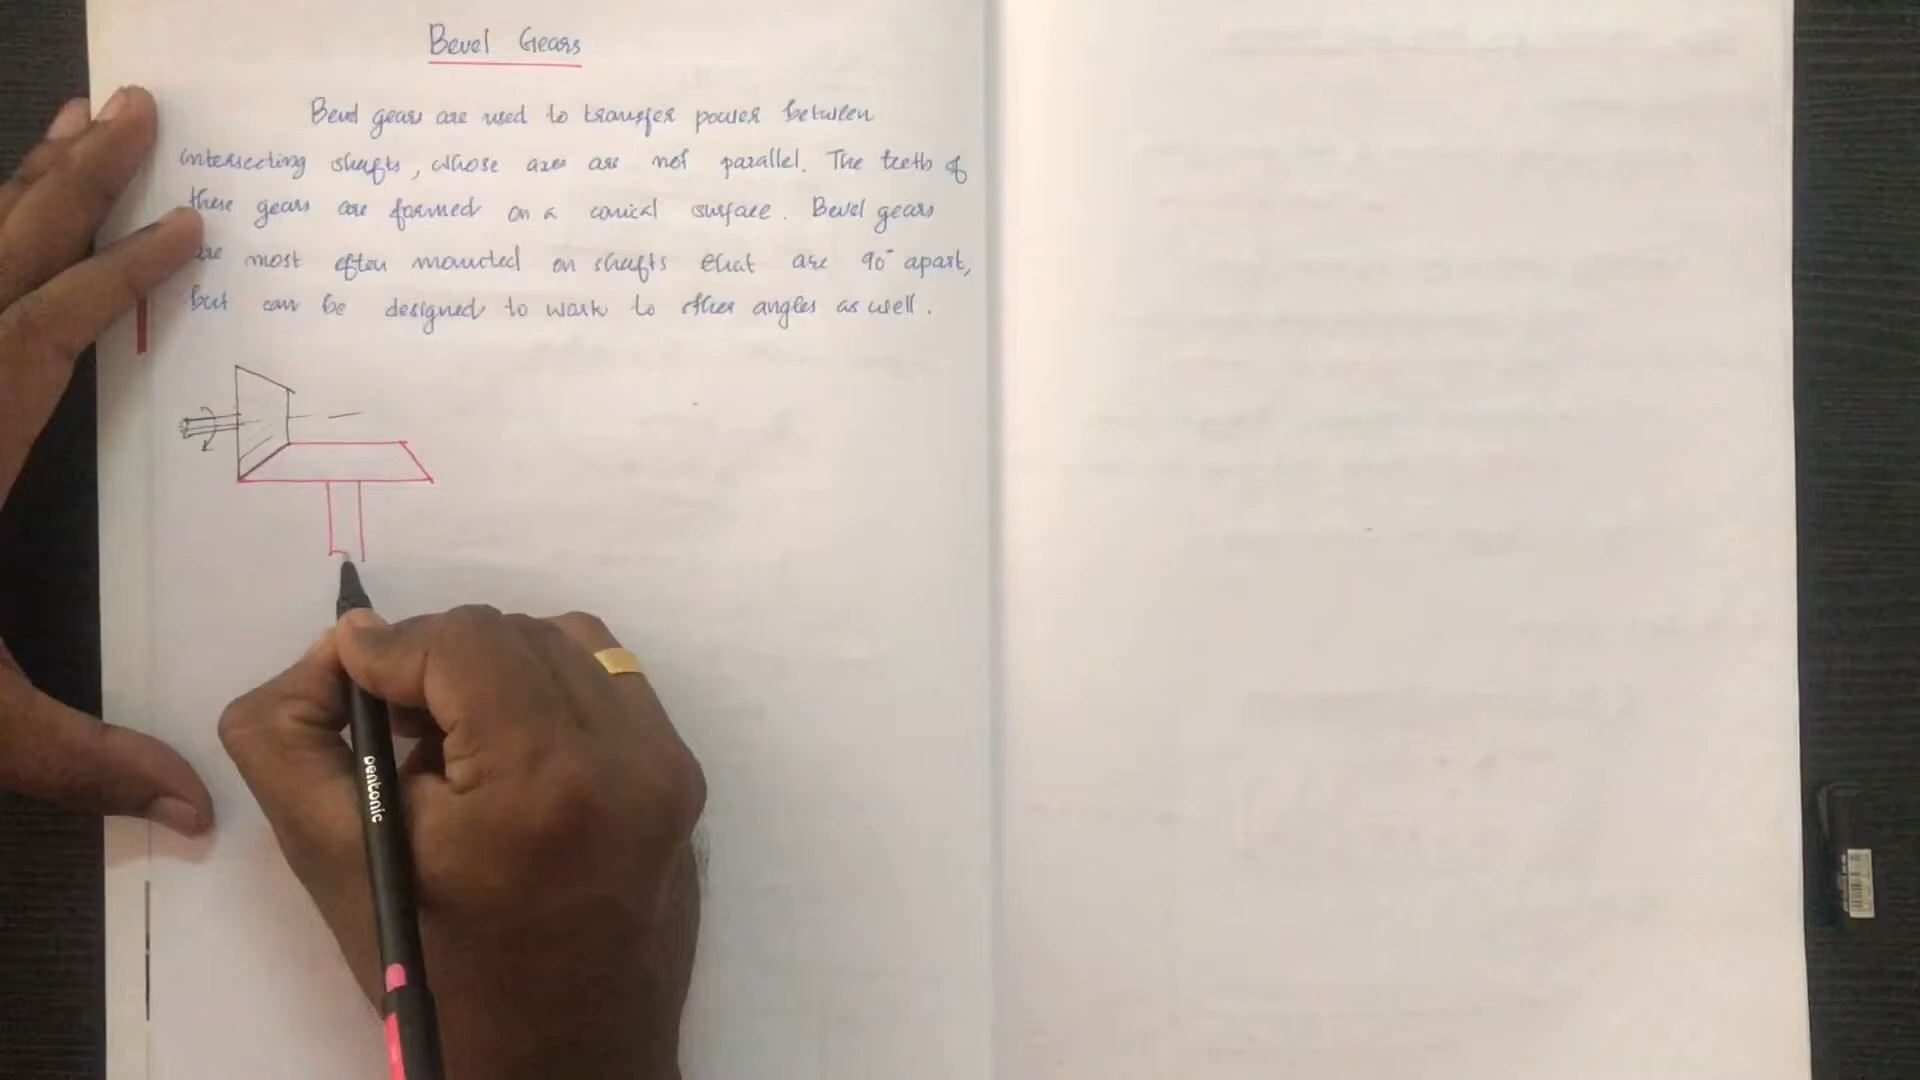 Bevel Gears
Bevel gears are used to transfer power between
intersecting shafts, whose axes are not parallel. The teeth of
these gears are formed on a conical surface. Bevel gears
are most often mounted on shafts that are 90° apart,
but can be designed to work to other angles as well.
pentonic